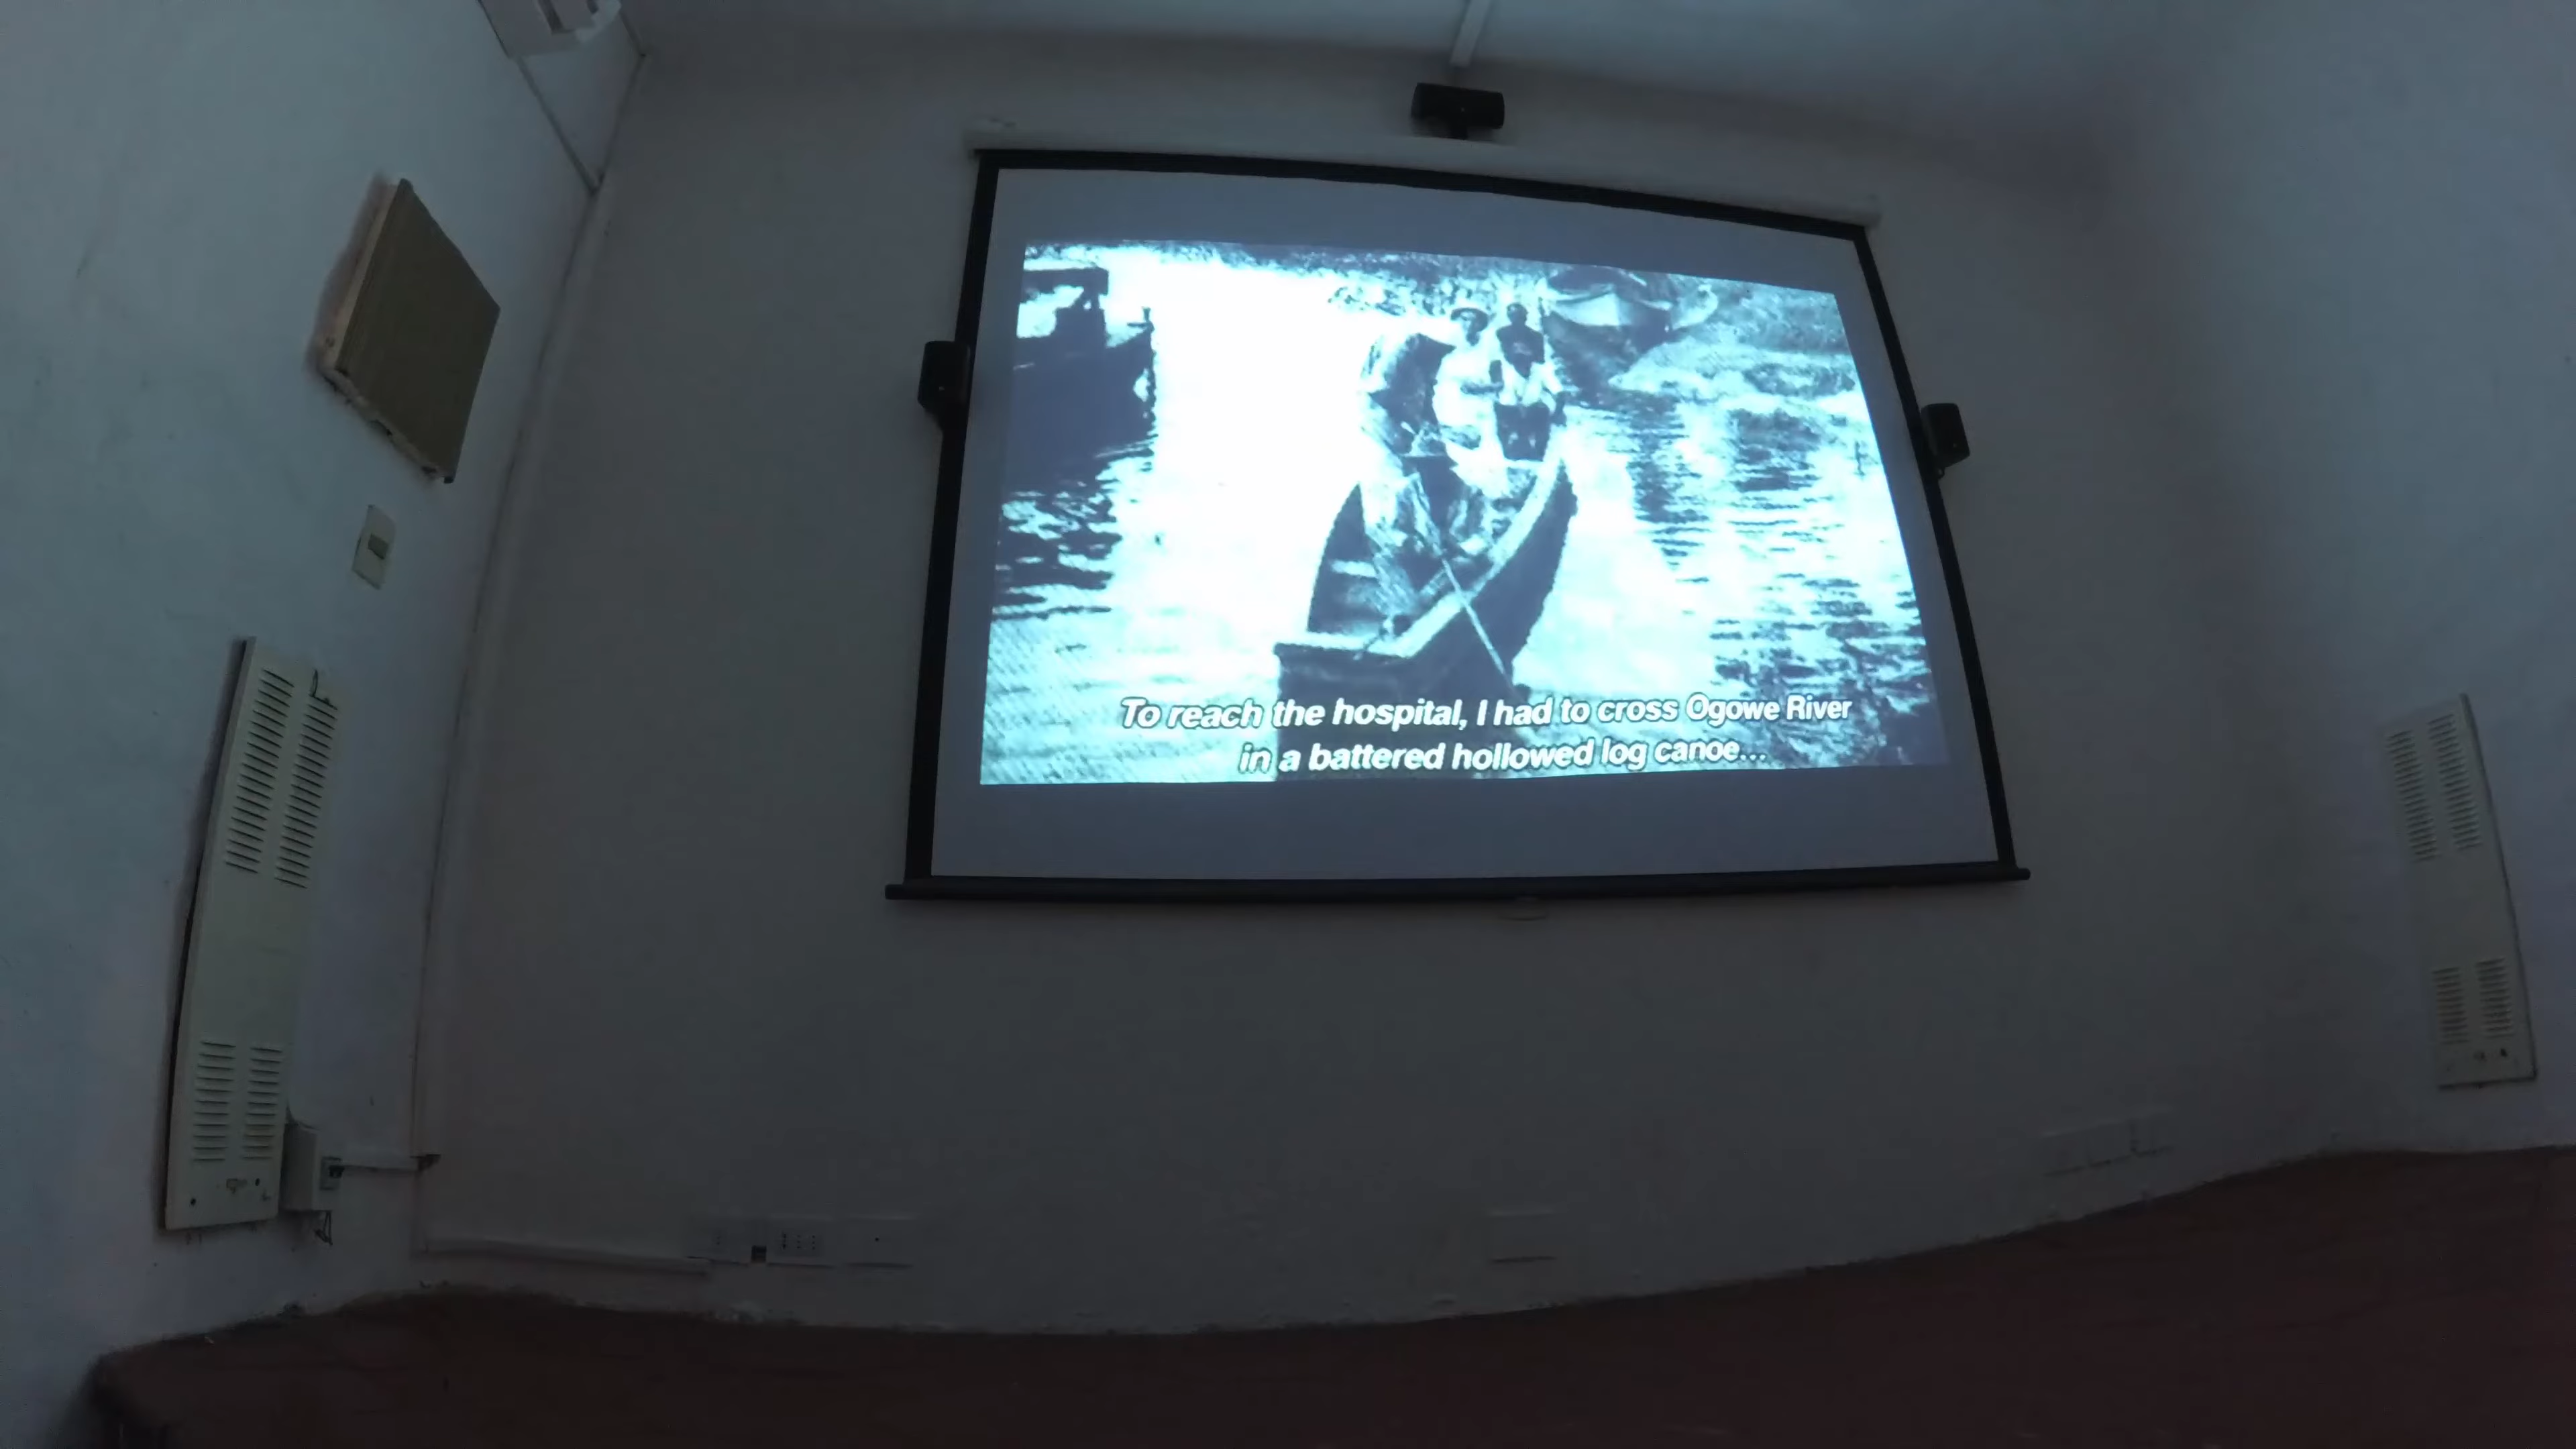 To reach the hospital, I had to cross Ogowe River
in a battered hollowed log canoe...